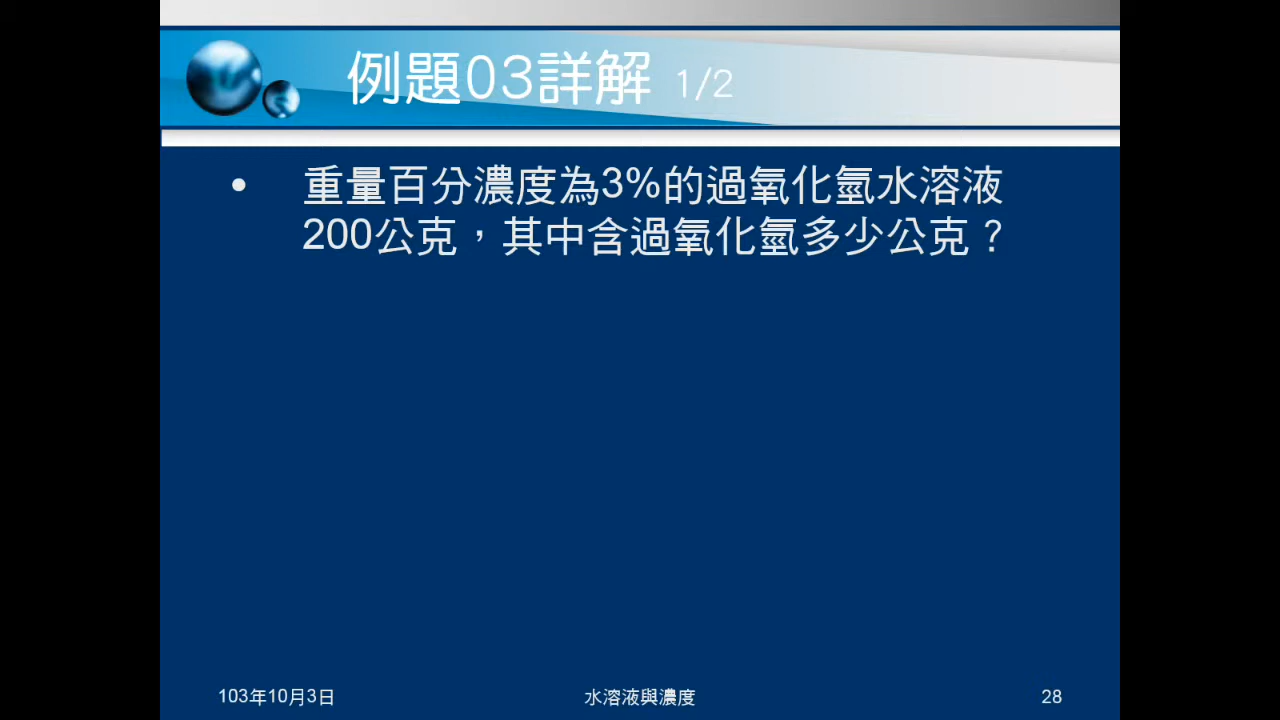 例題03詳解 1/2
• 重量百分濃度為3%的過氧化氫水溶液
200公克，其中含過氧化氫多少公克？
103年10月3日 水溶液與濃度 28